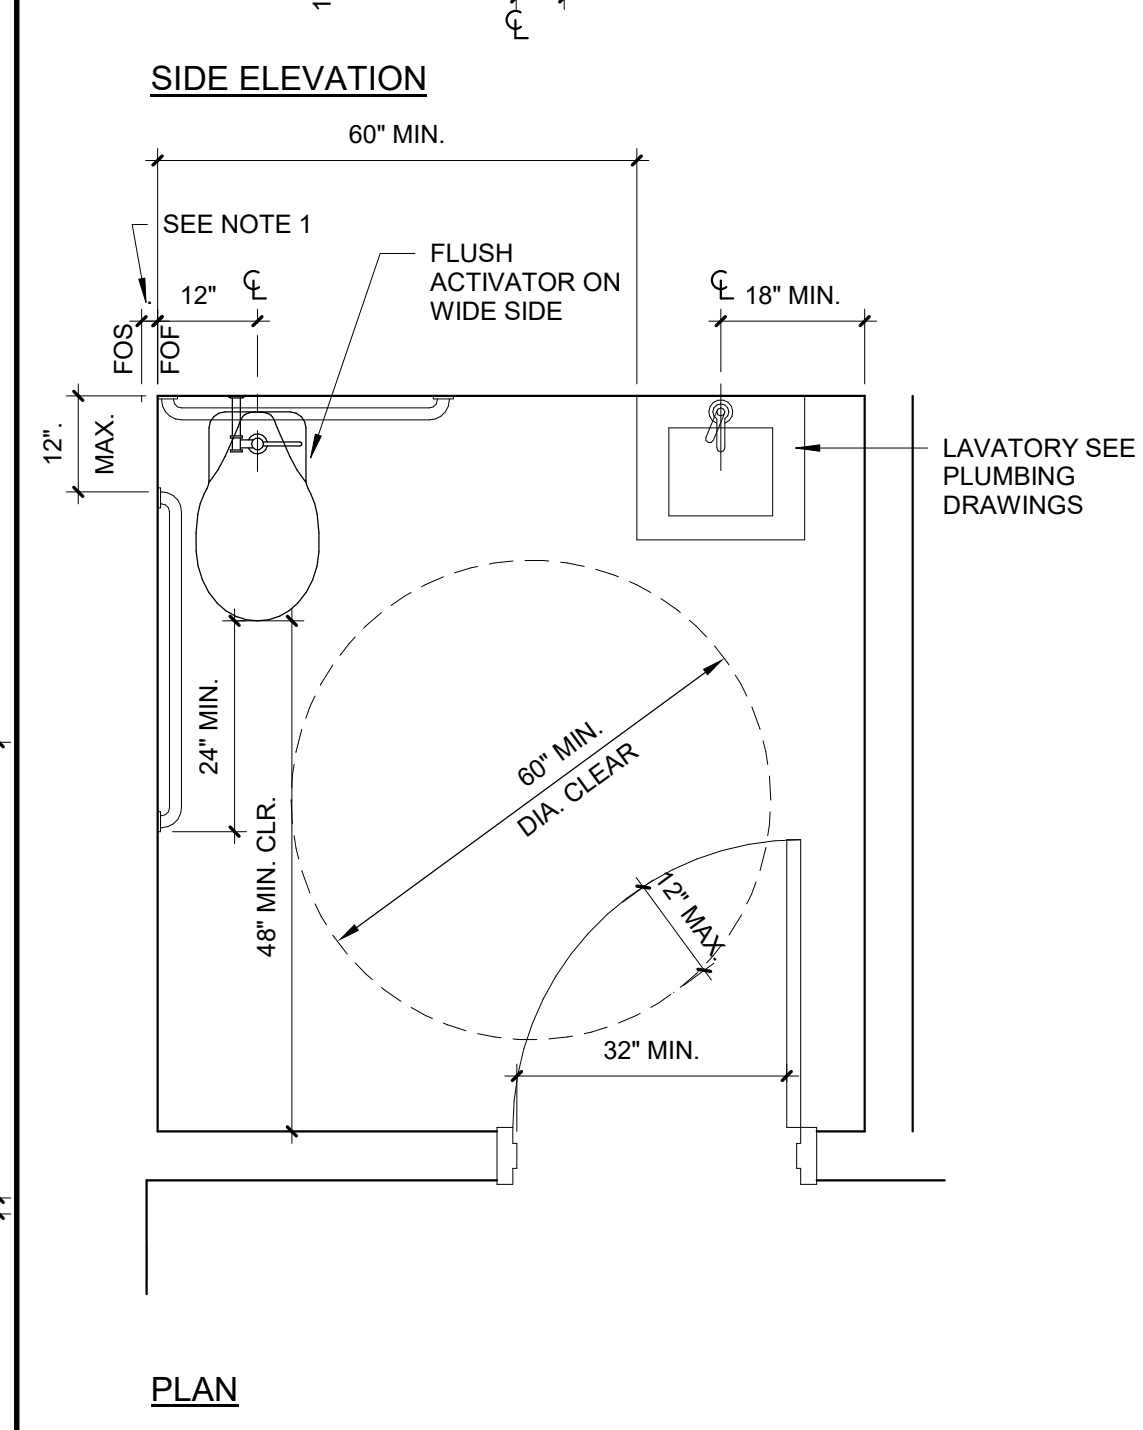 1
℄
SIDE ELEVATION
60" MIN.
SEE NOTE 1
FLUSH
ACTIVATOR ON
WIDE SIDE
12"
℄
℄
18" MIN.
FOS
FOF
12".
MAX.
LAVATORY SEE
PLUMBING
DRAWINGS
24" MIN.
48" MIN. CLR.
60" MIN.
DIA. CLEAR
12" MAX.
32" MIN.
PLAN